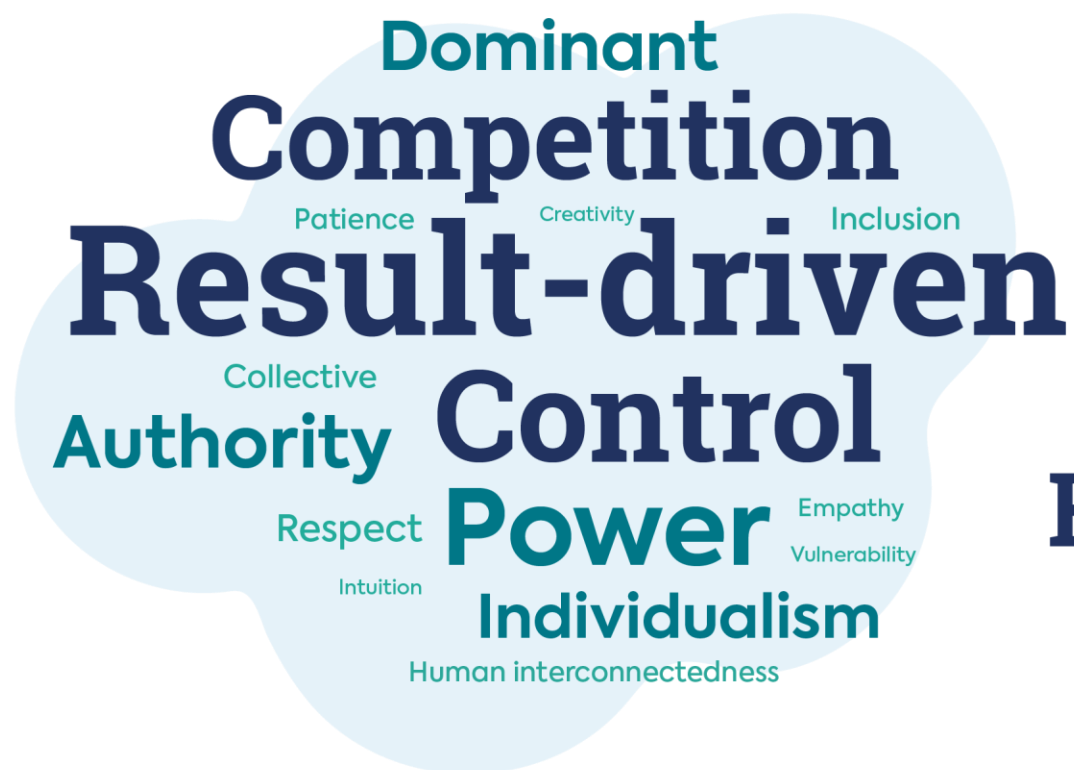 Dominant
Competition
Patience Creativity Inclusion
Result-driven
Collective
Control
Authority
Power
Empathy
Respect
Vulnerability
Intuition
Individualism
Human interconnectedness